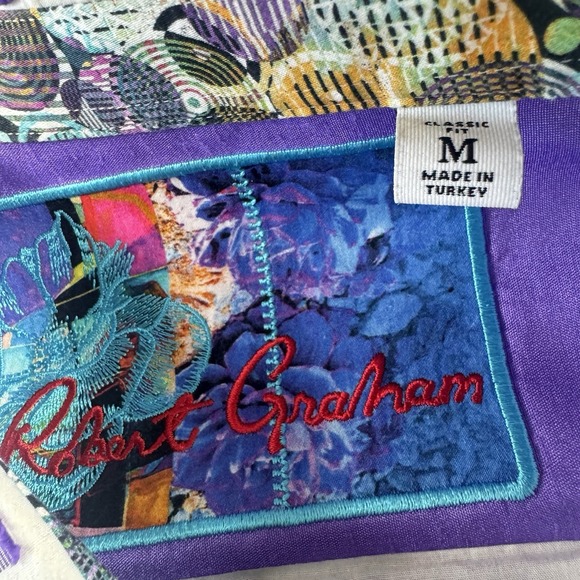 CLASSIC
FIT
M
MADE IN
TURKEY
Robert Graham